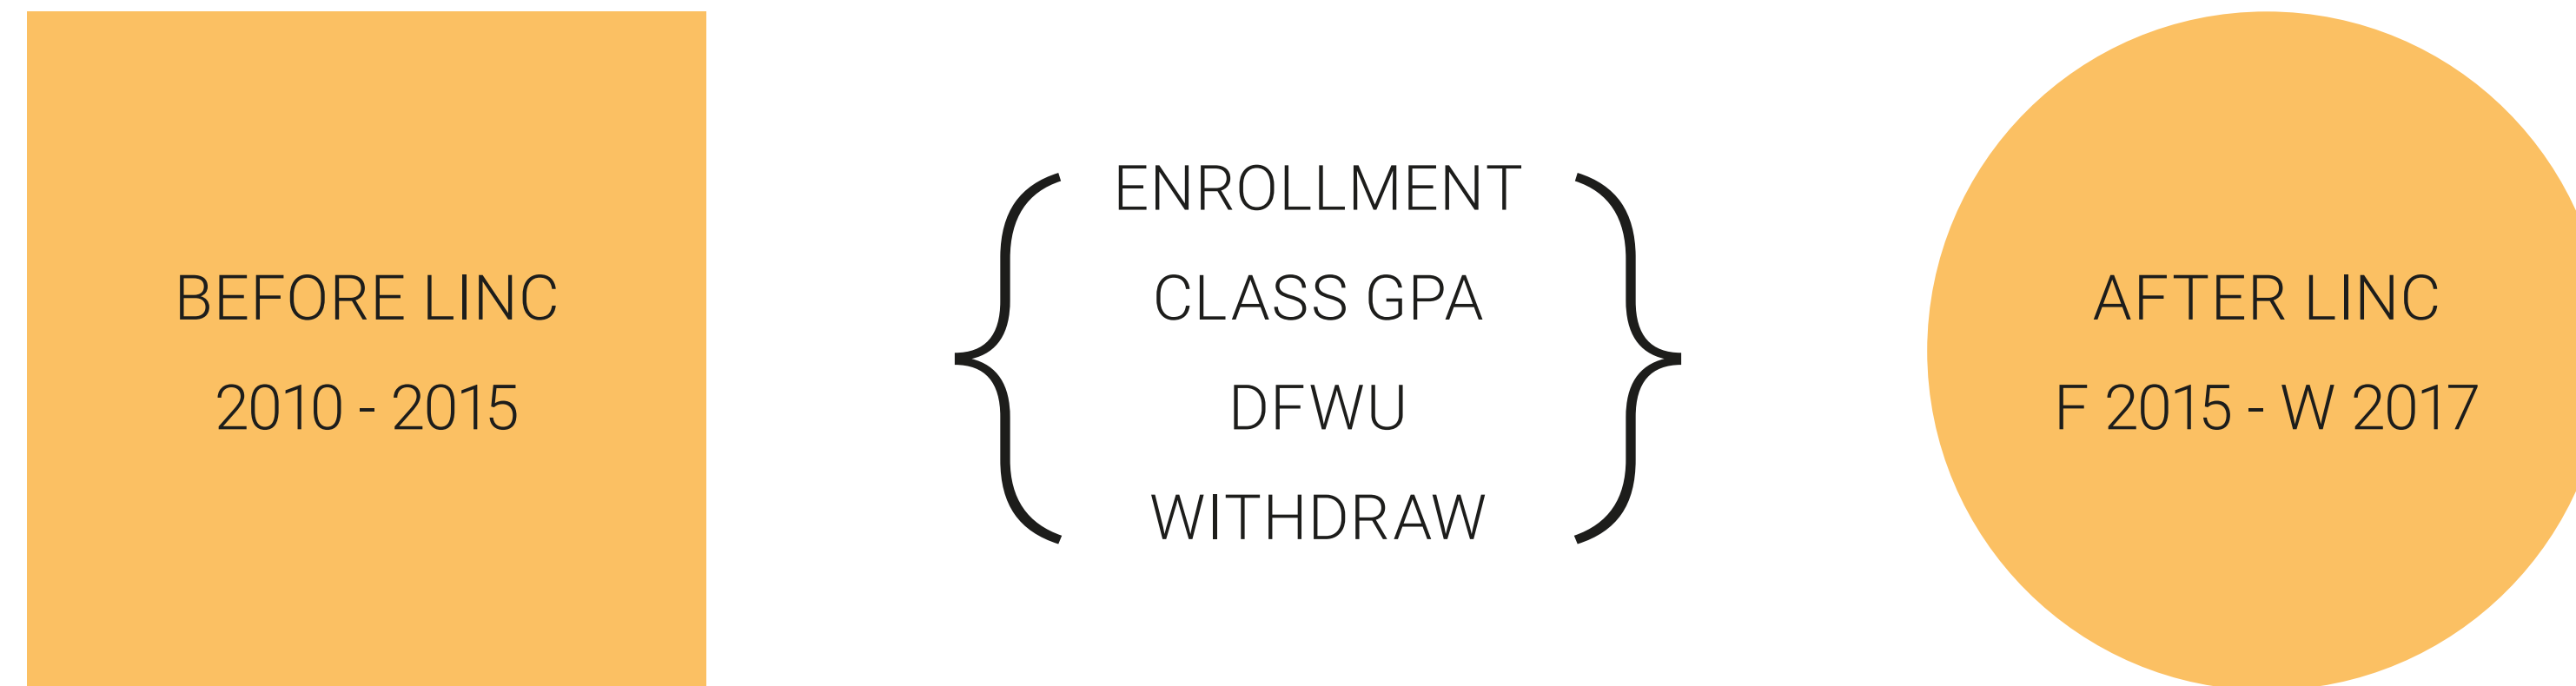 BEFORE LINC
2010 - 2015
ENROLLMENT
CLASS GPA
DFWU
WITHDRAW
AFTER LINC
F 2015 - W 2017